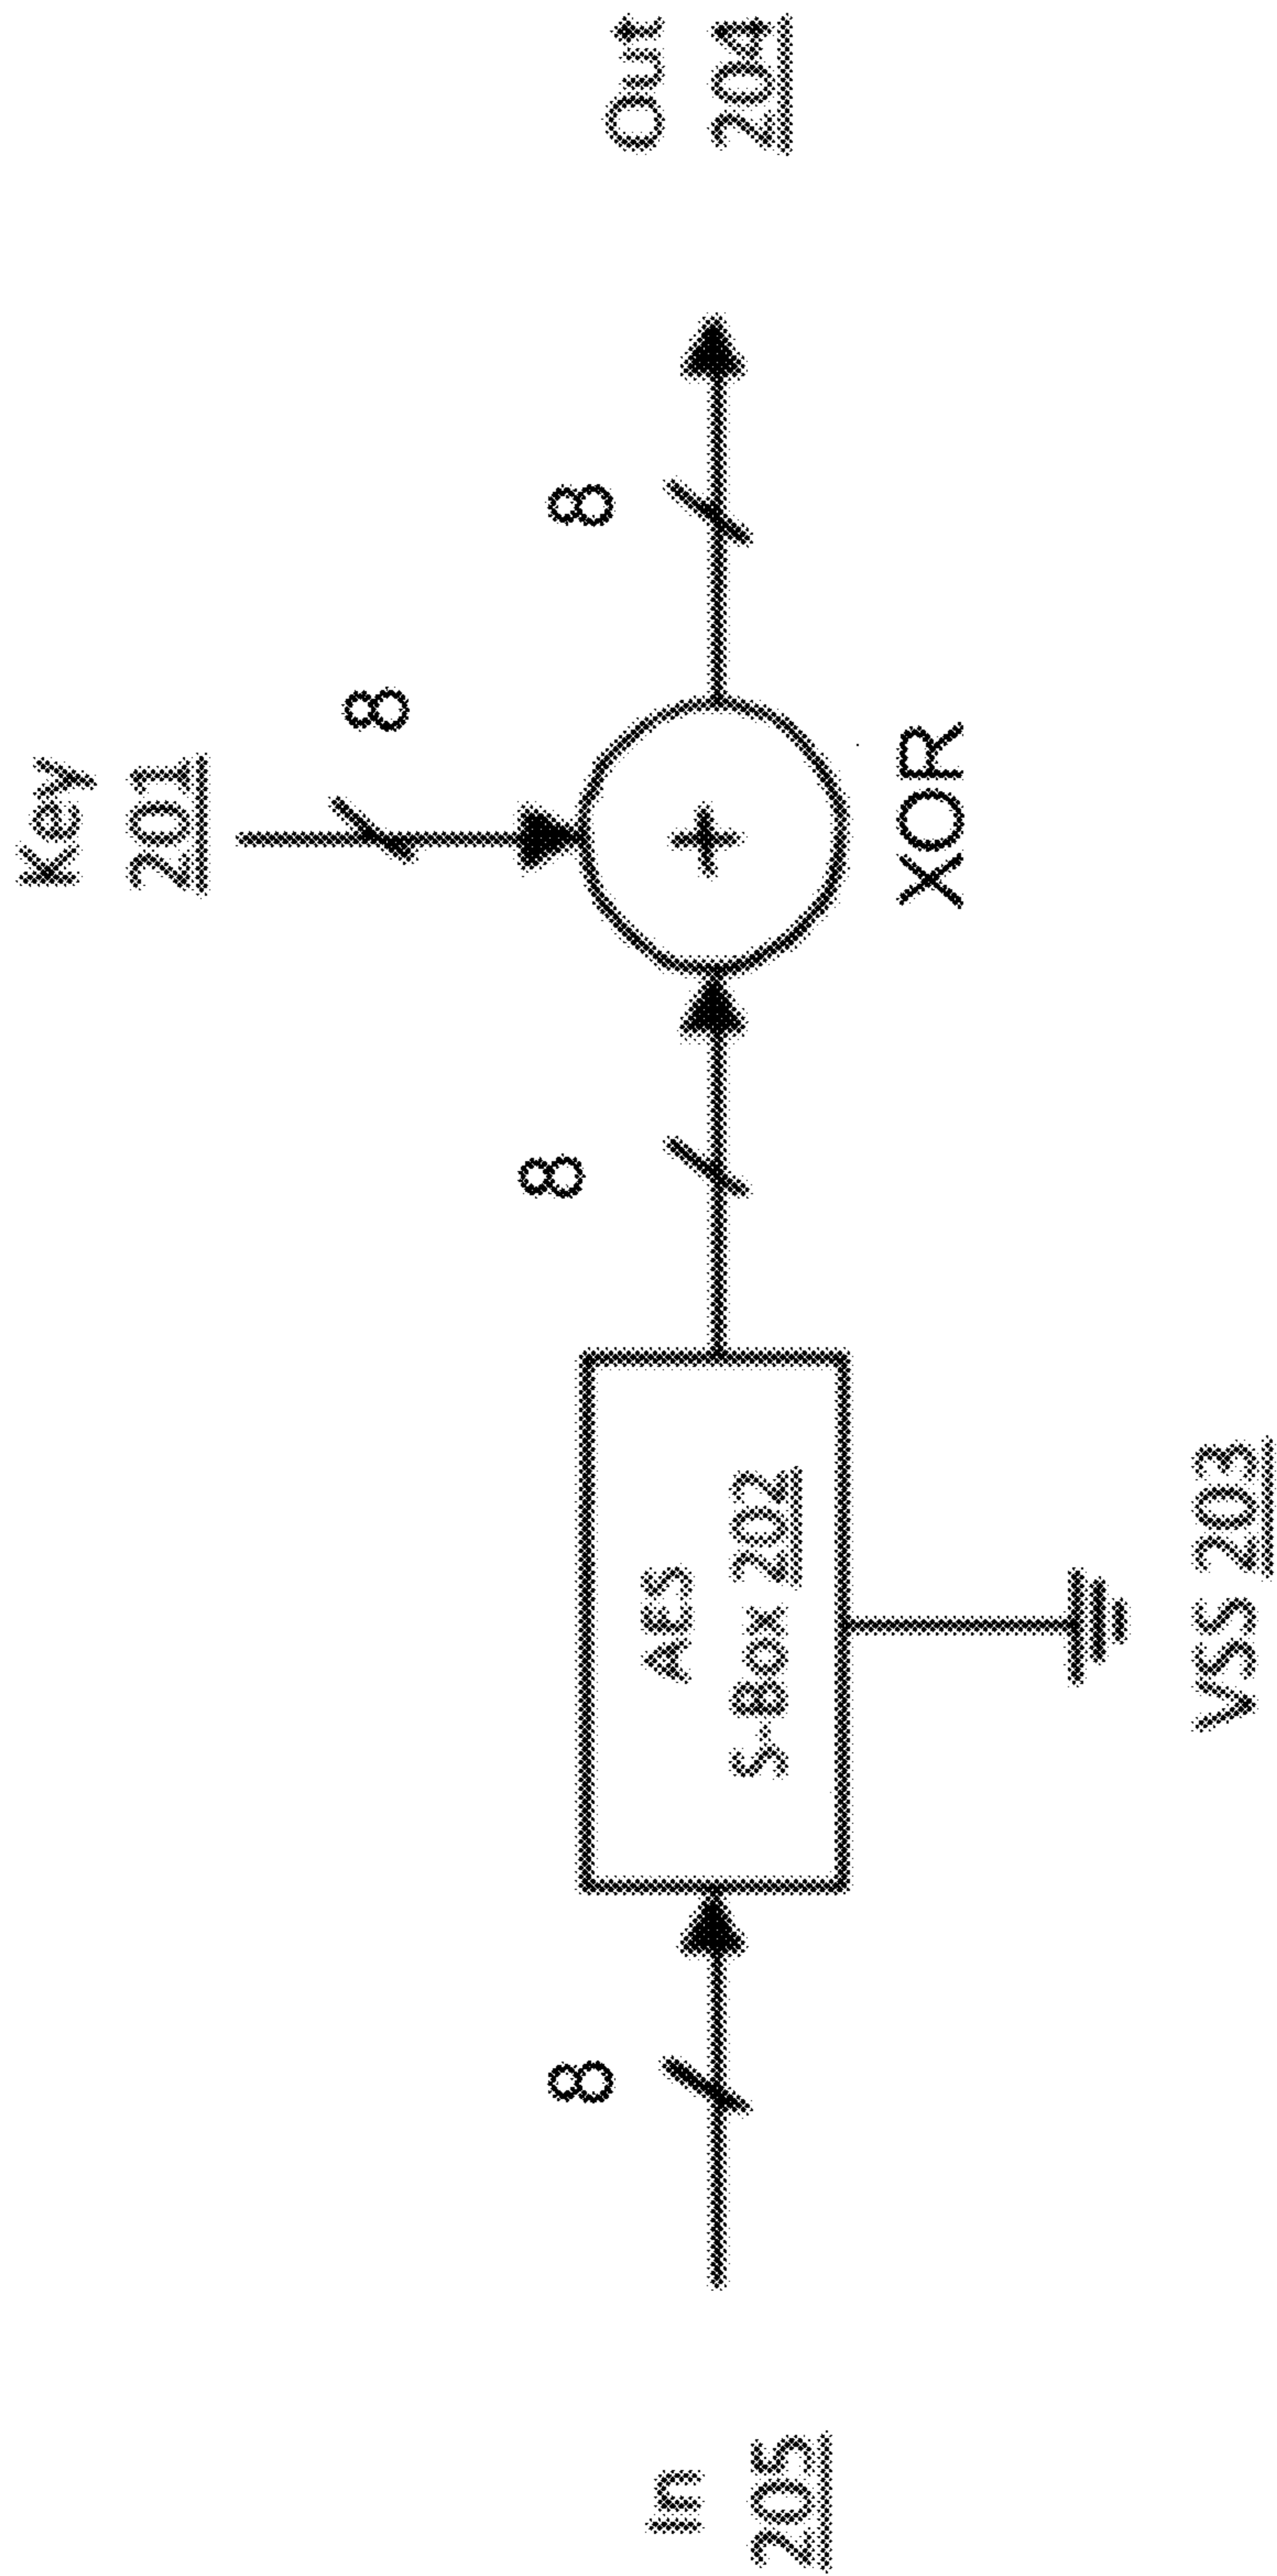 Key
201
8
Out
204
8
8
8
In
205
AES
S-Box 202
XOR
VSS 203